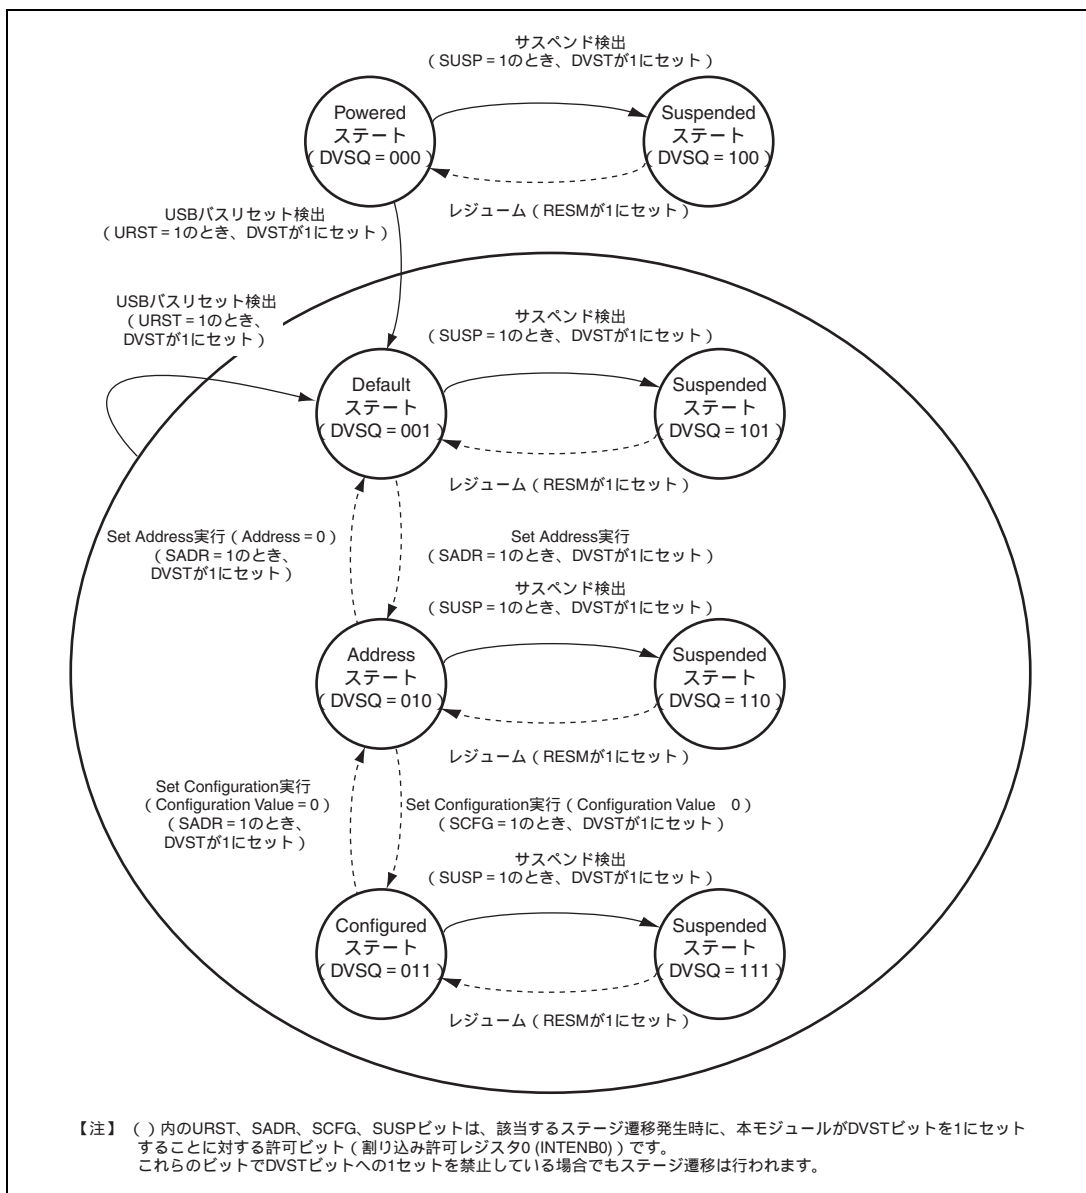 サスペンド検出
（SUSP = 1のとき、DVSTが1にセット）
Powered
ステート
（DVSQ = 000）
Suspended
ステート
（DVSQ = 100）
レジューム（RESMが1にセット）
USBバスリセット検出
（URST = 1のとき、DVSTが1にセット）
USBバスリセット検出
（URST = 1のとき、
DVSTが1にセット）
サスペンド検出
（SUSP = 1のとき、DVSTが1にセット）
Default
ステート
（DVSQ = 001）
Suspended
ステート
（DVSQ = 101）
レジューム（RESMが1にセット）
Set Address実行（Address = 0）
（SADR = 1のとき、
DVSTが1にセット）
Set Address実行
（SADR = 1のとき、DVSTが1にセット）
サスペンド検出
（SUSP = 1のとき、DVSTが1にセット）
Address
ステート
（DVSQ = 010）
Suspended
ステート
（DVSQ = 110）
レジューム（RESMが1にセット）
Set Configuration実行
（Configuration Value = 0）
（SADR = 1のとき、
DVSTが1にセット）
Set Configuration実行（Configuration Value　0）
（SCFG = 1のとき、DVSTが1にセット）
サスペンド検出
（SUSP = 1のとき、DVSTが1にセット）
Configured
ステート
（DVSQ = 011）
Suspended
ステート
（DVSQ = 111）
レジューム（RESMが1にセット）
【注】（ ）内のURST、SADR、SCFG、SUSPビットは、該当するステージ遷移発生時に、本モジュールがDVSTビットを1にセット
することに対する許可ビット（割り込み許可レジスタ0 (INTENB0)）です。
これらのビットでDVSTビットへの1セットを禁止している場合でもステージ遷移は行われます。